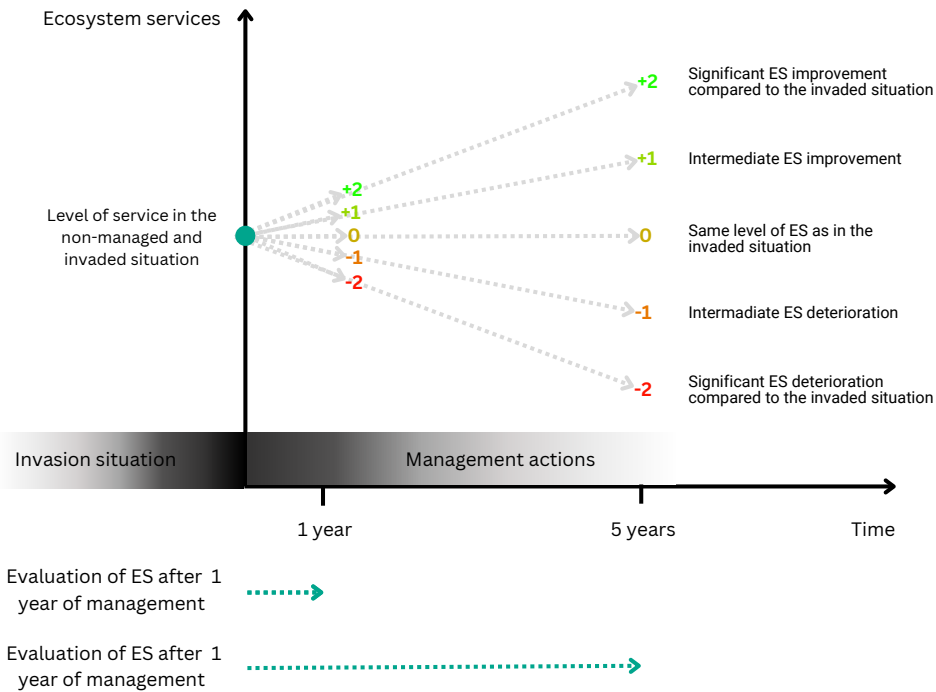 Ecosystem services
+2
Significant ES improvement
compared to the invaded situation
+1
Intermediate ES improvement
+2
+1
Level of service in the
non-managed and
invaded situation
0
0
Same level of ES as in the
invaded situation
-1
-2
-1
Intermadiate ES deterioration
-2
Significant ES deterioration
compared to the invaded situation
Invasion situation
Management actions
1 year
5 years
Time
Evaluation of ES after 1
year of management
Evaluation of ES after 1
year of management